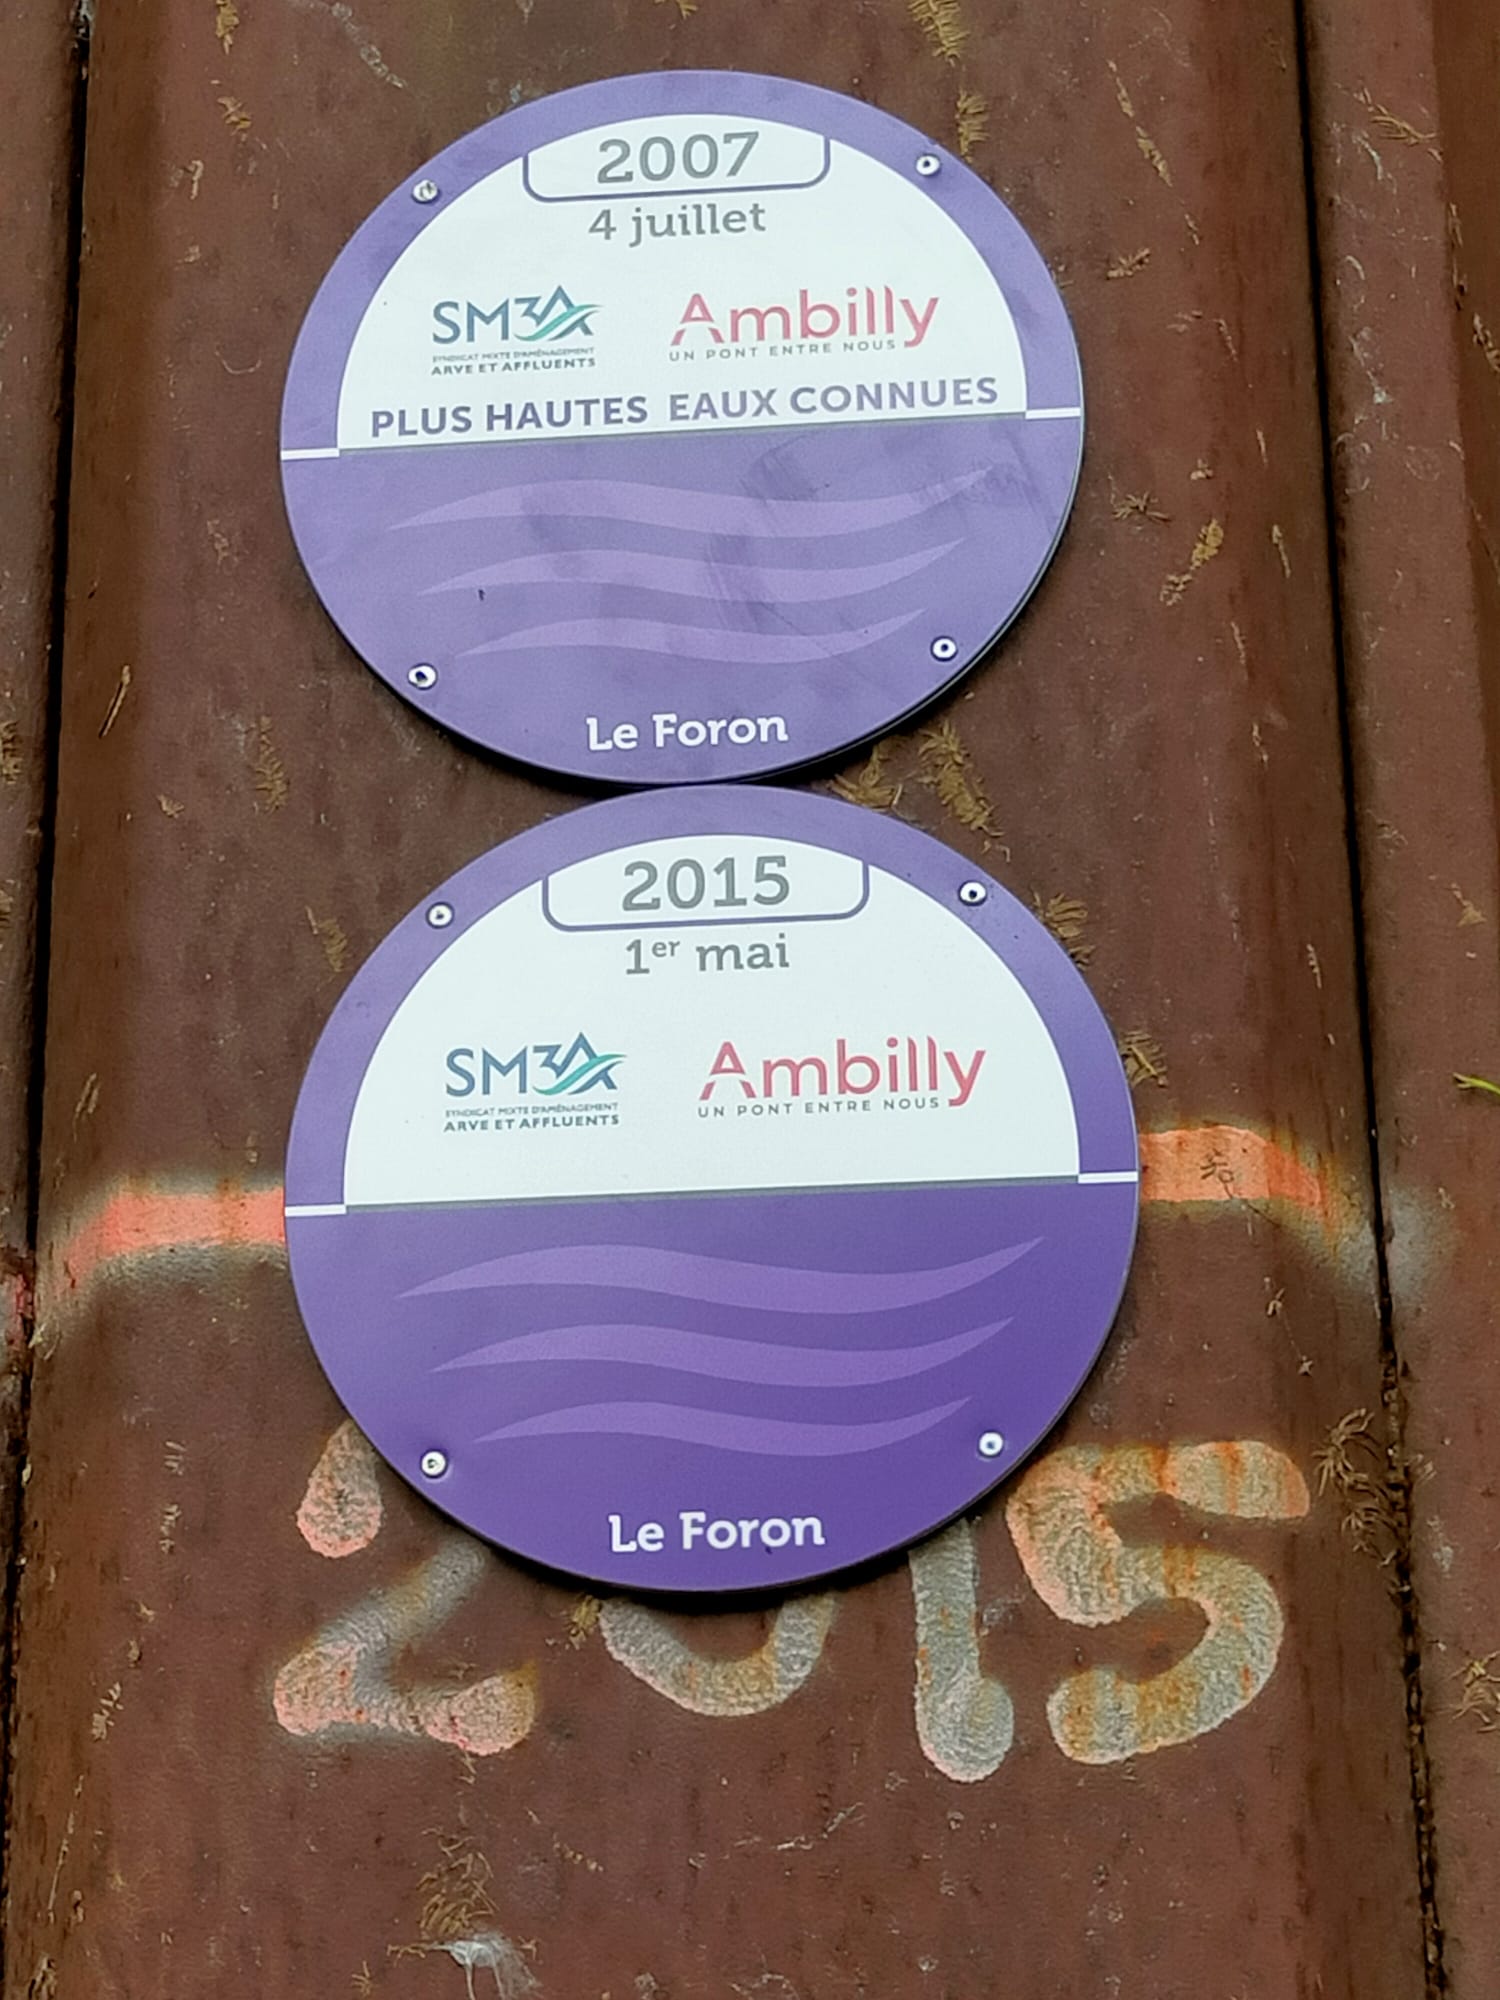 2007
4 juillet
SM3A
SYNDICAT MIXTE D'AMÉNAGEMENT
ARVE ET AFFLUENTS
Ambilly
UN PONT ENTRE NOUS
PLUS HAUTES EAUX CONNUES
Le Foron
2015
1er mai
SM3A
SYNDICAT MIXTE D'AMÉNAGEMENT
ARVE ET AFFLUENTS
Ambilly
UN PONT ENTRE NOUS
Le Foron
2015